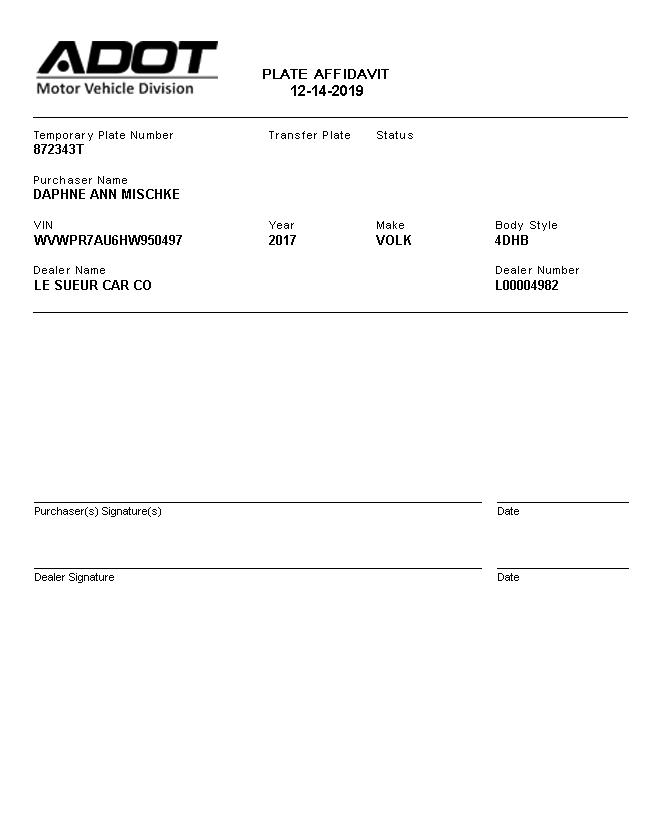 ADOT
Motor Vehicle Division
PLATE AFFIDAVIT
12-14-2019
Temporary Plate Number Transfer Plate Status
872343T
Purchaser Name
DAPHNE ANN MISCHKE
VIN Year Make Body Style
WVWPR7AU6HW950497 2017 VOLK 4DHB
Dealer Name Dealer Number
LE SUEUR CAR CO L00004982
Purchaser(s) Signature(s) Date
Dealer Signature Date